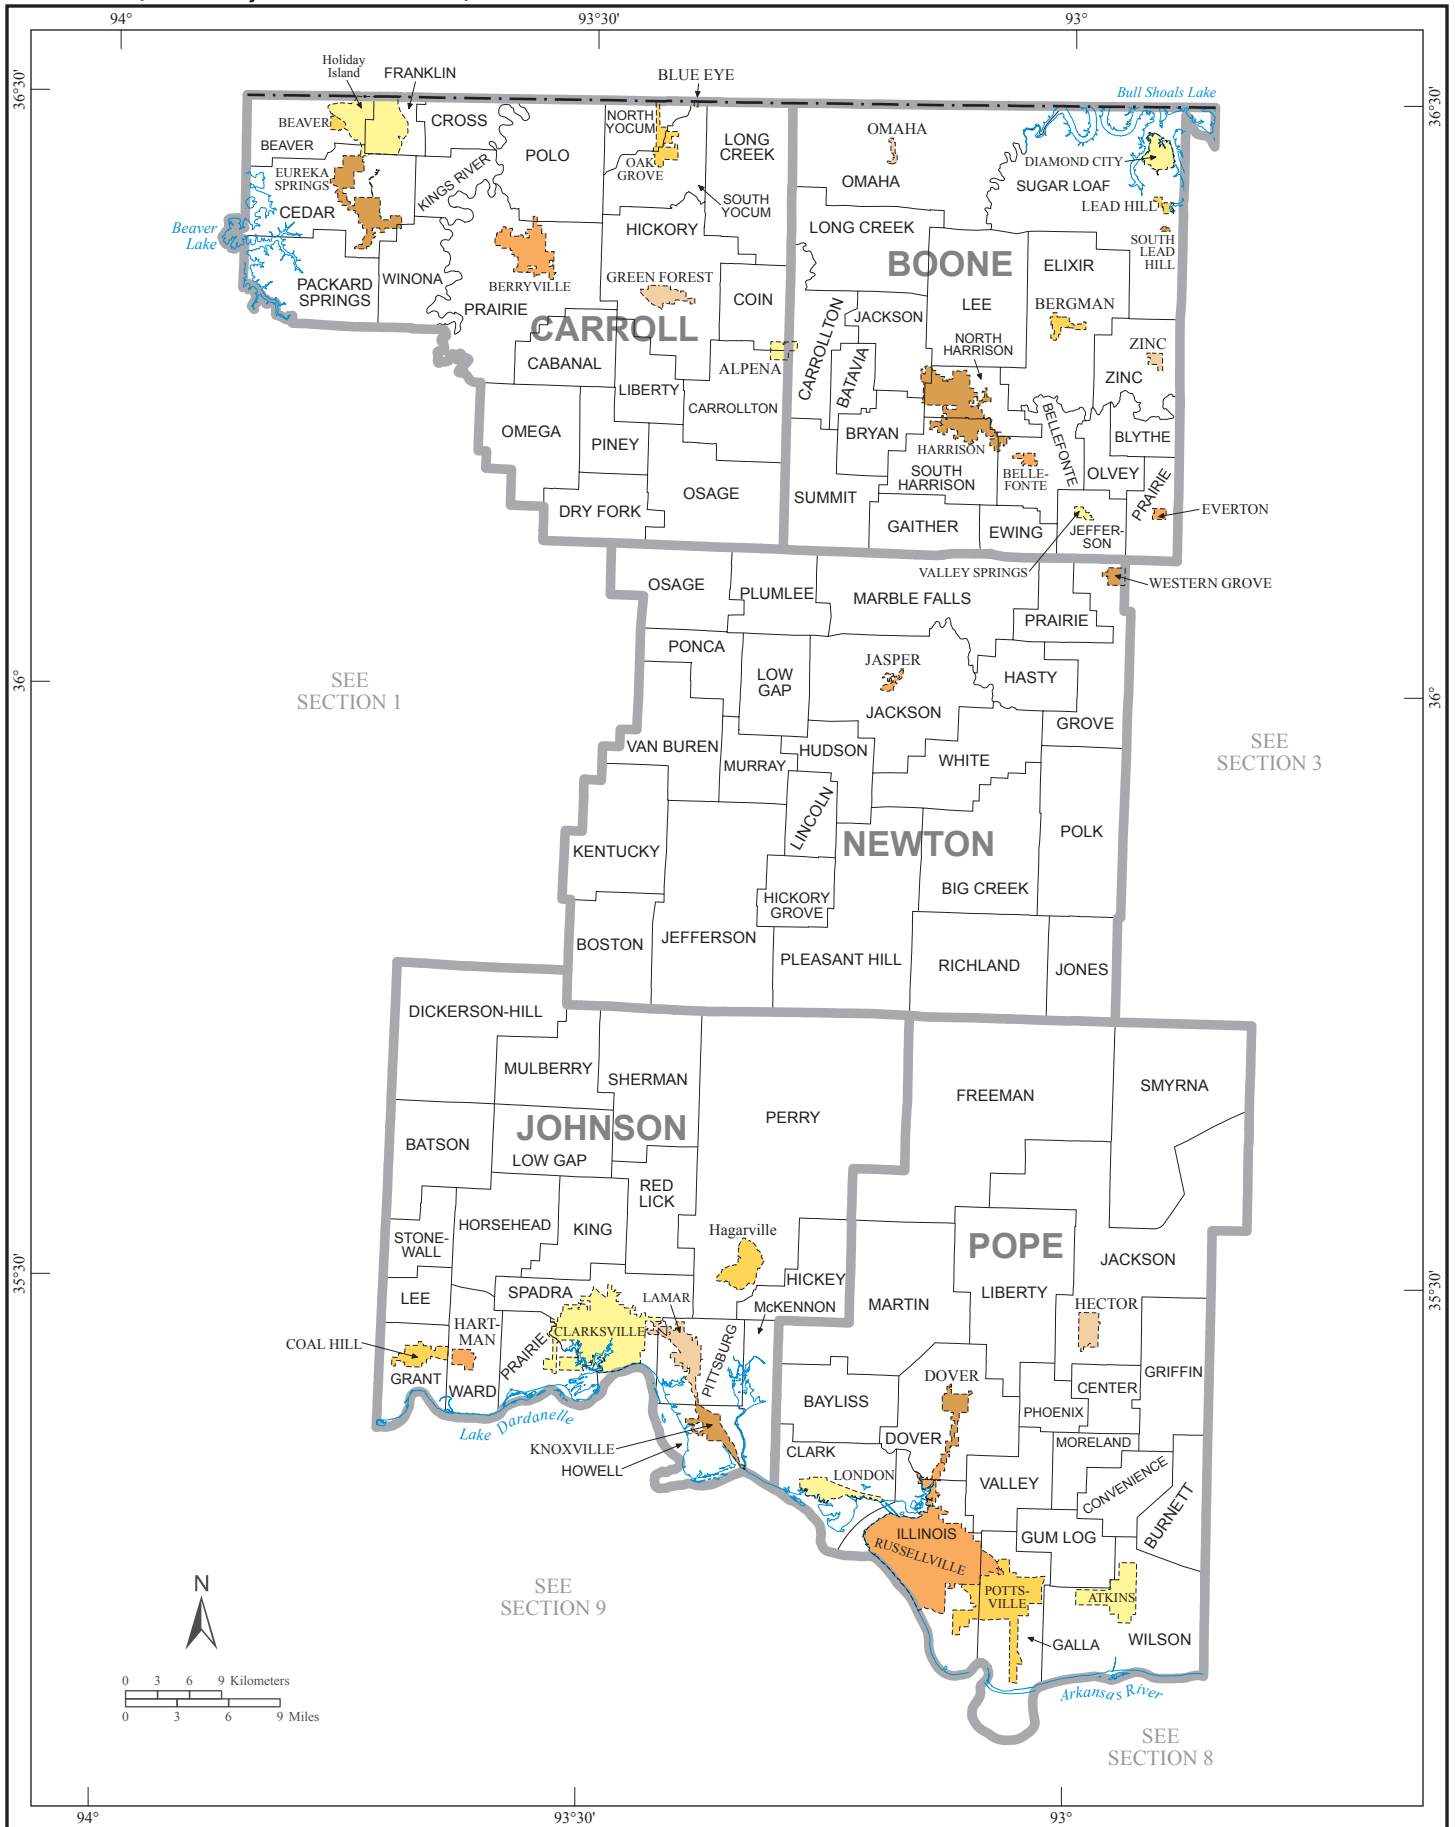 94°
93°30'
93°
36°30'
36°30'
Holiday
Island
FRANKLIN
BLUE EYE
Bull Shoals Lake
BEAVER
BEAVER
CROSS
NORTH
YOCUM
OAK
GROVE
POLO
LONG
CREEK
SOUTH
YOCUM
OMAHA
OMAHA
DIAMOND CITY
SUGAR LOAF
LEAD HILL
SOUTH
LEAD
HILL
EUREKA
SPRINGS
CEDAR
KINGS RIVER
Beaver
Lake
PACKARD
SPRINGS
WINONA
BERRYVILLE
PRAIRIE
HICKORY
GREEN FOREST
COIN
CARROLL
CABANAL
LIBERTY
ALPENA
CARROLLTON
OMEGA
PINEY
OSAGE
DRY FORK
LONG CREEK
BOONE
ELIXIR
LEE
BERGMAN
CARROLLTON
JACKSON
NORTH
HARRISON
ZINC
ZINC
BATAVIA
BRYAN
HARRISON
SOUTH
HARRISON
BELLE-
FONTE
BELLEFONTE
BLYTHE
OLVEY
PRAIRIE
SUMMIT
GAITHER
EWING
JEFFER-
SON
EVERTON
VALLEY SPRINGS
WESTERN GROVE
OSAGE
PLUMLEE
MARBLE FALLS
PRAIRIE
PONCA
LOW
GAP
JASPER
JACKSON
HASTY
GROVE
36°
36°
SEE
SECTION 1
SEE
SECTION 3
VAN BUREN
MURRAY
HUDSON
WHITE
LINCOLN
NEWTON
POLK
KENTUCKY
BIG CREEK
HICKORY
GROVE
BOSTON
JEFFERSON
PLEASANT HILL
RICHLAND
JONES
DICKERSON-HILL
MULBERRY
SHERMAN
PERRY
FREEMAN
SMYRNA
JOHNSON
BATSON
LOW GAP
RED
LICK
HORSEHEAD
KING
STONE-
WALL
Hagarville
HICKEY
POPE
JACKSON
LIBERTY
MARTIN
HECTOR
35°30'
35°30'
LEE
SPADRA
LAMAR
McKENNON
HART-
MAN
CLARKSVILLE
PITTSBURG
COAL HILL
GRANT
WARD
PRAIRIE
Lake Dardanelle
KNOXVILLE
HOWELL
GRIFFIN
CENTER
DOVER
BAYLISS
PHOENIX
MORELAND
DOVER
CLARK
LONDON
VALLEY
CONVENIENCE
BURNETT
GUM LOG
ILLINOIS
RUSSELLVILLE
POTTS-
VILLE
ATKINS
GALLA
WILSON
Arkansas River
N
SEE
SECTION 9
SEE
SECTION 8
0 3 6 9 Kilometers
0 3 6 9 Miles
94°
93°30'
93°